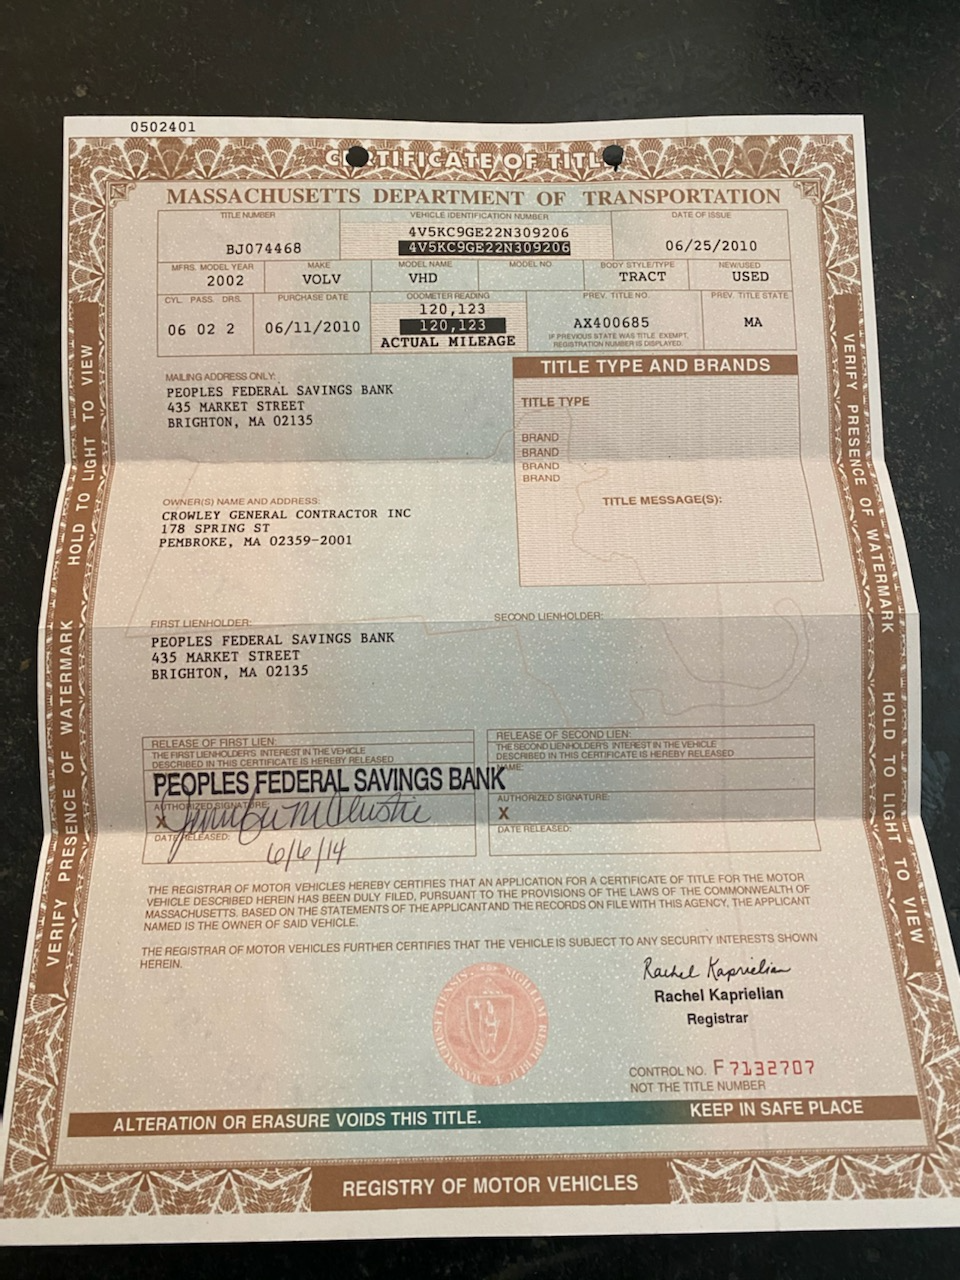 0502401
CERTIFICATE OF TITLE
MASSACHUSETTS DEPARTMENT OF TRANSPORTATION
TITLE NUMBER
BJ074468
VEHICLE IDENTIFICATION NUMBER
4V5KC9GE22N309206
4V5KC9GE22N309206
DATE OF ISSUE
06/25/2010
MFRS. MODEL YEAR
2002
MAKE
VOLV
MODEL NAME
VHD
MODEL NO.
BODY STYLE/TYPE
TRACT
NEW/USED
USED
CYL. PASS. DRS.
06 02 2
PURCHASE DATE
06/11/2010
ODOMETER READING
120,123
120,123
ACTUAL MILEAGE
PREV. TITLE NO.
AX400685
IF PREVIOUS STATE WAS TITLE EXEMPT,
REGISTRATION NUMBER IS DISPLAYED.
PREV. TITLE STATE
MA
MAILING ADDRESS ONLY:
PEOPLES FEDERAL SAVINGS BANK
435 MARKET STREET
BRIGHTON, MA 02135
TITLE TYPE AND BRANDS
TITLE TYPE
BRAND
BRAND
BRAND
BRAND
TITLE MESSAGE(S):
OWNER(S) NAME AND ADDRESS:
CROWLEY GENERAL CONTRACTOR INC
178 SPRING ST
PEMBROKE, MA 02359-2001
FIRST LIENHOLDER:
PEOPLES FEDERAL SAVINGS BANK
435 MARKET STREET
BRIGHTON, MA 02135
SECOND LIENHOLDER:
RELEASE OF FIRST LIEN:
THE FIRST LIENHOLDER'S INTEREST IN THE VEHICLE
DESCRIBED IN THIS CERTIFICATE IS HEREBY RELEASED
PEOPLES FEDERAL SAVINGS BANK
AUTHORIZED SIGNATURE:
X
DATE RELEASED:
6/6/14
RELEASE OF SECOND LIEN:
THE SECOND LIENHOLDER'S INTEREST IN THE VEHICLE
DESCRIBED IN THIS CERTIFICATE IS HEREBY RELEASED
NAME:
AUTHORIZED SIGNATURE:
X
DATE RELEASED:
THE REGISTRAR OF MOTOR VEHICLES HEREBY CERTIFIES THAT AN APPLICATION FOR A CERTIFICATE OF TITLE FOR THE MOTOR
VEHICLE DESCRIBED HEREIN HAS BEEN DULY FILED, PURSUANT TO THE PROVISIONS OF THE LAWS OF THE COMMONWEALTH OF
MASSACHUSETTS. BASED ON THE STATEMENTS OF THE APPLICANT AND THE RECORDS ON FILE WITH THIS AGENCY, THE APPLICANT
NAMED IS THE OWNER OF SAID VEHICLE.
THE REGISTRAR OF MOTOR VEHICLES FURTHER CERTIFIES THAT THE VEHICLE IS SUBJECT TO ANY SECURITY INTERESTS SHOWN
HEREIN.
Rachel Kaprielian
Rachel Kaprielian
Registrar
CONTROL NO. F7132707
NOT THE TITLE NUMBER
ALTERATION OR ERASURE VOIDS THIS TITLE.
KEEP IN SAFE PLACE
REGISTRY OF MOTOR VEHICLES
VERIFY PRESENCE OF WATERMARK HOLD TO LIGHT TO VIEW
VERIFY PRESENCE OF WATERMARK HOLD TO LIGHT TO VIEW